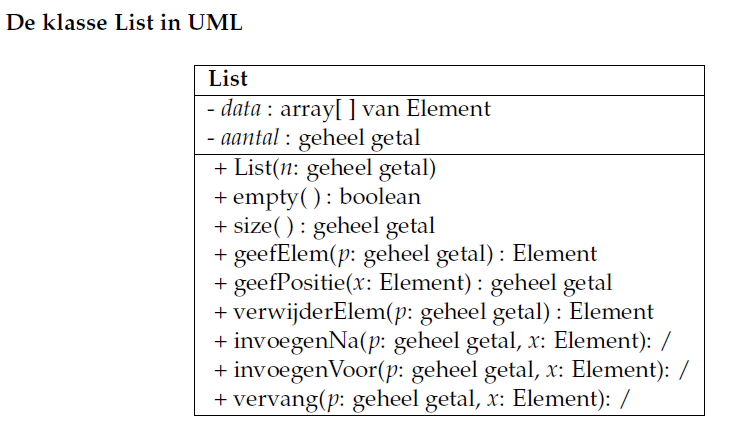 De klasse List in UML
List
- data : array[ ] van Element
- aantal : geheel getal
+ List(n: geheel getal)
+ empty( ) : boolean
+ size( ) : geheel getal
+ geefElem(p: geheel getal) : Element
+ geefPositie(x: Element) : geheel getal
+ verwijderElem(p: geheel getal) : Element
+ invoegenNa(p: geheel getal, x: Element): /
+ invoegenVoor(p: geheel getal, x: Element): /
+ vervang(p: geheel getal, x: Element): /